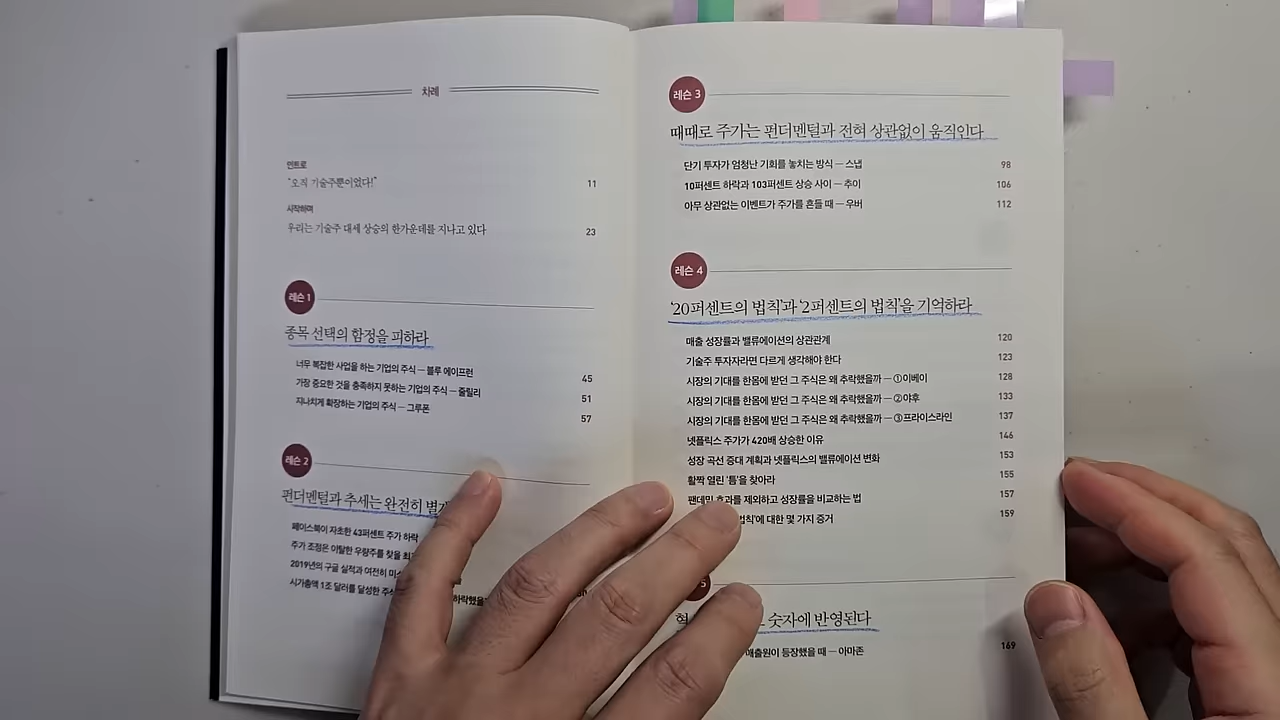 차례
인트로
“오직 기술주뿐이었다!” 11
시작하며
우리는 기술주 대세 상승의 한가운데를 지나고 있다 23
레슨 1
종목 선택의 함정을 피하라
너무 복잡한 사업을 하는 기업의 주식 — 블루 에이프런 45
가장 중요한 것을 충족하지 못하는 기업의 주식 — 줄릴리 51
지나치게 확장하는 기업의 주식 — 그루폰 57
레슨 2
펀더멘털과 추세는 완전히
페이스북이 자초한 43퍼센트 주가 하락
주가 조정은 이탈한 우량주를 찾을
2019년의 구글 실적과 여전히
시가총액 1조 달러를 달성한
레슨 3
때때로 주가는 펀더멘털과 전혀 상관없이 움직인다
단기 투자가 엄청난 기회를 놓치는 방식 — 스냅 98
10퍼센트 하락과 103퍼센트 상승 사이 — 추이 106
아무 상관없는 이벤트가 주가를 흔들 때 — 우버 112
레슨 4
‘20퍼센트의 법칙’과 ‘2퍼센트의 법칙’을 기억하라
매출 성장률과 밸류에이션의 상관관계 120
기술주 투자자라면 다르게 생각해야 한다 123
시장의 기대를 한몸에 받던 그 주식은 왜 추락했을까 — ①이베이 128
시장의 기대를 한몸에 받던 그 주식은 왜 추락했을까 — ②야후 133
시장의 기대를 한몸에 받던 그 주식은 왜 추락했을까 — ③프라이스라인 137
넷플릭스 주가가 420배 상승한 이유 146
성장 곡선 증대 계획과 넷플릭스의 밸류에이션 변화 153
활짝 열린 ‘틈’을 찾아라 155
팬데믹 효과를 제외하고 성장률을 비교하는 법 157
법칙’에 대한 몇 가지 증거 159
5
숫자에 반영된다
매출원이 등장했을 때 — 아마존 169